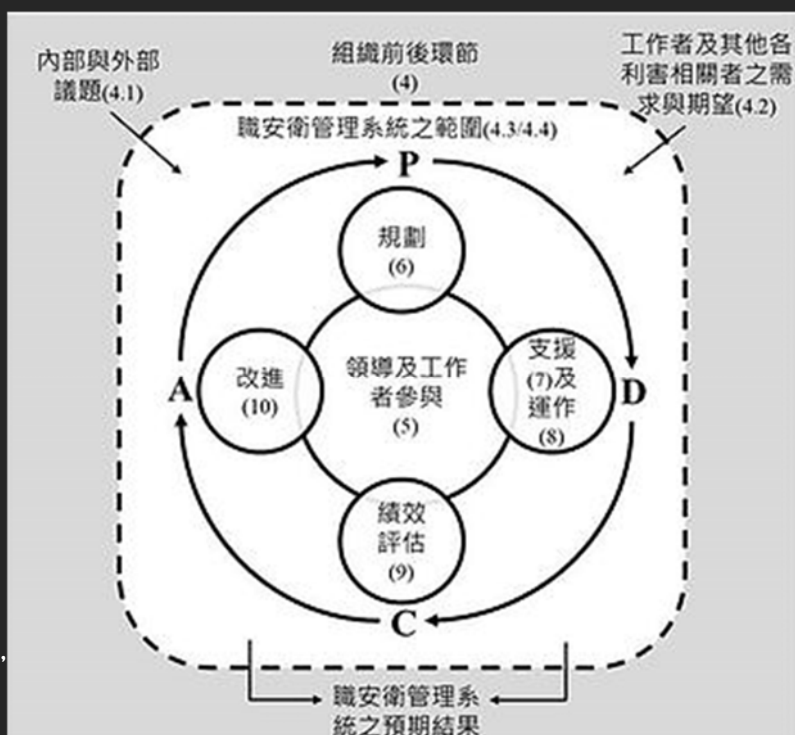 內部與外部
議題(4.1)
組織前後環節
(4)
工作者及其他各
利害相關者之需
求與期望(4.2)
職安衛管理系統之範圍(4.3/4.4)
P
規劃
(6)
A
改進
(10)
領導及工作
者參與
(5)
支援
(7)及
運作
(8)
D
績效
評估
(9)
C
,
職安衛管理系
統之預期結果